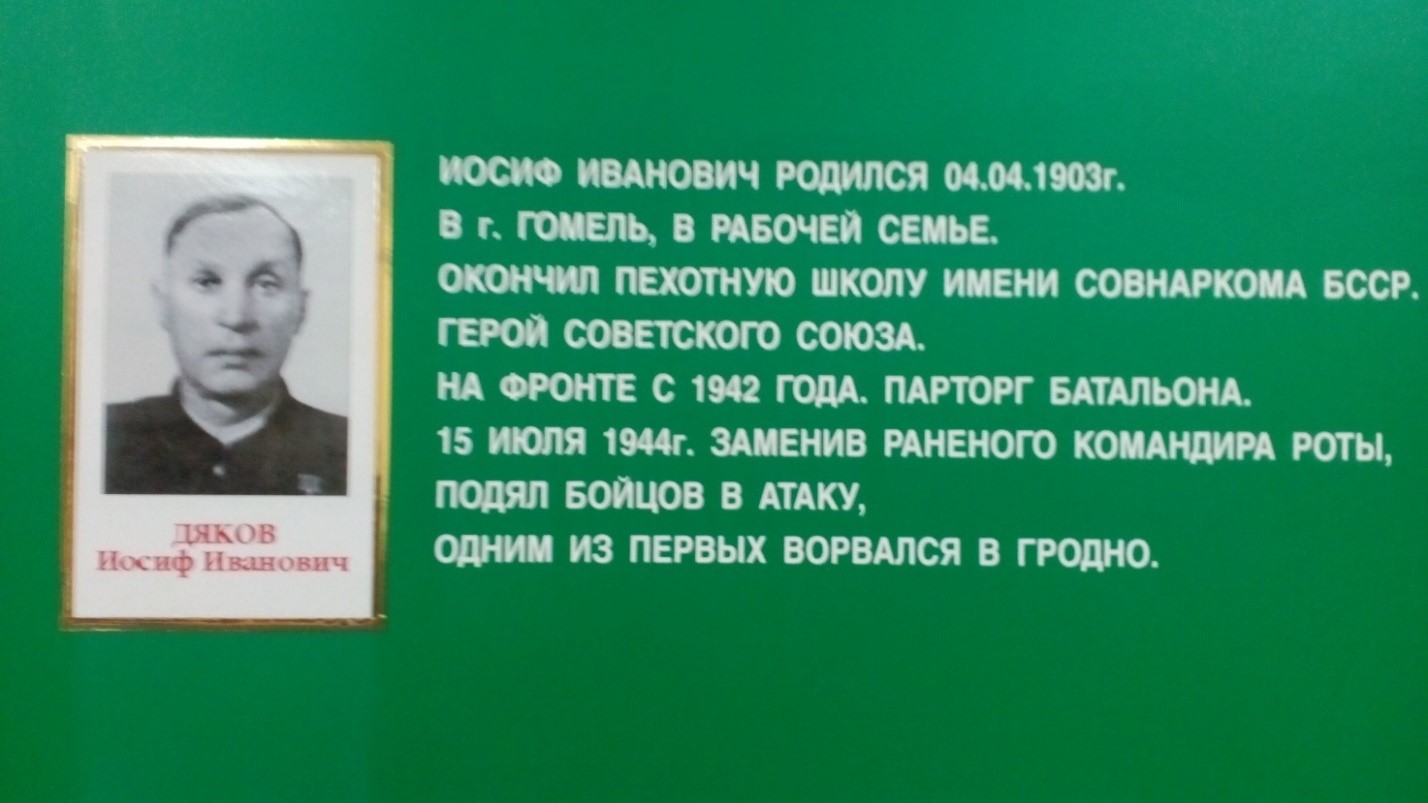 ИОСИФ ИВАНОВИЧ РОДИЛСЯ 04.04.1903г.
В г. ГОМЕЛЬ, В РАБОЧЕЙ СЕМЬЕ.
ОКОНЧИЛ ПЕХОТНУЮ ШКОЛУ ИМЕНИ СОВНАРКОМА БССР.
ГЕРОЙ СОВЕТСКОГО СОЮЗА.
НА ФРОНТЕ С 1942 ГОДА. ПАРТОРГ БАТАЛЬОНА.
15 ИЮЛЯ 1944г. ЗАМЕНИВ РАНЕНОГО КОМАНДИРА РОТЫ,
ПОДЯЛ БОЙЦОВ В АТАКУ,
ОДНИМ ИЗ ПЕРВЫХ ВОРВАЛСЯ В ГРОДНО.
ДЯКОВ
Иосиф Иванович